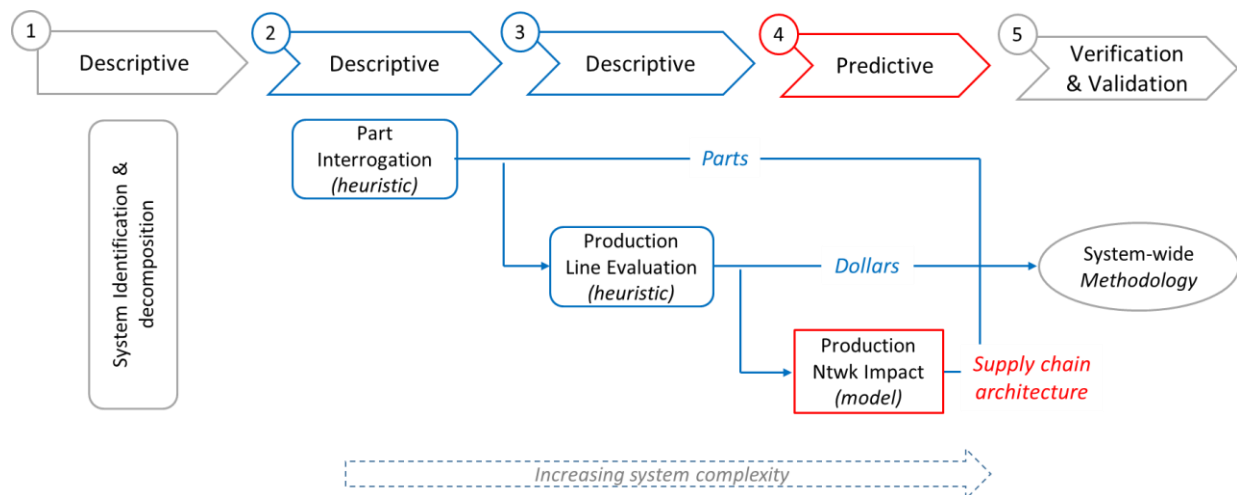 1
Descriptive
2
Descriptive
3
Descriptive
4
Predictive
5
Verification
& Validation
System Identification &
decomposition
Part
Interrogation
(heuristic)
Parts
Production
Line Evaluation
(heuristic)
Dollars
System-wide
Methodology
Production
Ntwk Impact
(model)
Supply chain
architecture
Increasing system complexity